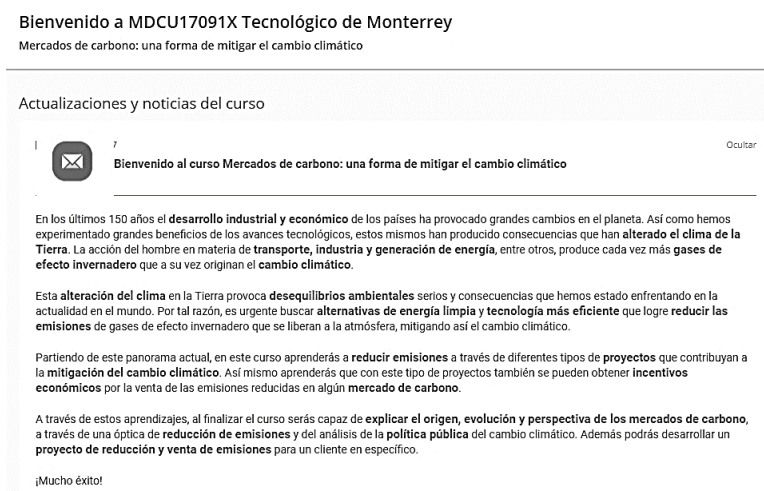 Bienvenido a MDCU17091X Tecnológico de Monterrey
Mercados de carbono: una forma de mitigar el cambio climático
Actualizaciones y noticias del curso
Ocultar
Bienvenido al curso Mercados de carbono: una forma de mitigar el cambio climático
En los últimos 150 años el desarrollo industrial y económico de los países ha provocado grandes cambios en el planeta. Así como hemos
experimentado grandes beneficios de los avances tecnológicos, estos mismos han producido consecuencias que han alterado el clima de la
Tierra. La acción del hombre en materia de transporte, industria y generación de energía, entre otros, produce cada vez más gases de
efecto invernadero que a su vez originan el cambio climático.
Esta alteración del clima en la Tierra provoca desequilibrios ambientales serios y consecuencias que hemos estado enfrentando en la
actualidad en el mundo. Por tal razón, es urgente buscar alternativas de energía limpia y tecnología más eficiente que logre reducir las
emisiones de gases de efecto invernadero que se liberan a la atmósfera, mitigando así el cambio climático.
Partiendo de este panorama actual, en este curso aprenderás a reducir emisiones a través de diferentes tipos de proyectos que contribuyan a
la mitigación del cambio climático. Así mismo aprenderás que con este tipo de proyectos también se pueden obtener incentivos
económicos por la venta de las emisiones reducidas en algún mercado de carbono.
A través de estos aprendizajes, al finalizar el curso serás capaz de explicar el origen, evolución y perspectiva de los mercados de carbono,
a través de una óptica de reducción de emisiones y del análisis de la política pública del cambio climático. Además podrás desarrollar un
proyecto de reducción y venta de emisiones para un cliente en específico.
¡Mucho éxito!